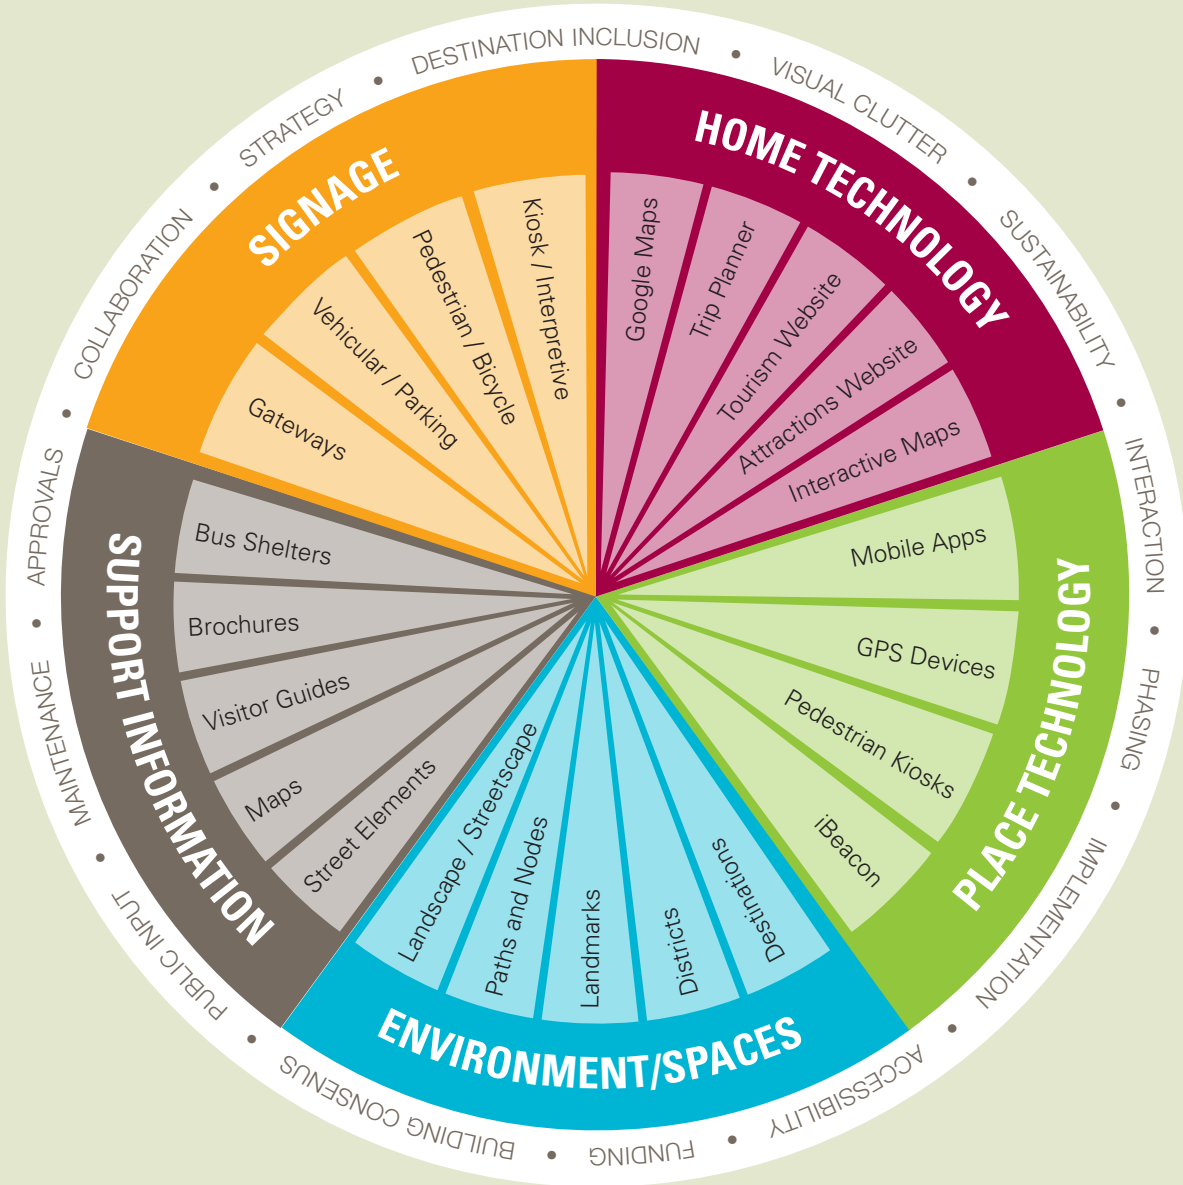 DESTINATION INCLUSION
•
VISUAL CLUTTER
•
SUSTAINABILITY
•
INTERACTION
•
PHASING
•
IMPLEMENTATION
•
ACCESSIBILITY
•
FUNDING
•
BUILDING CONSENUS
•
PUBLIC INPUT
•
MAINTENANCE
•
APPROVALS
•
COLLABORATION
•
STRATEGY
•
HOME TECHNOLOGY
Google Maps
Trip Planner
Tourism Website
Attractions Website
Interactive Maps
PLACE TECHNOLOGY
Mobile Apps
GPS Devices
Pedestrian Kiosks
iBeacon
ENVIRONMENT/SPACES
Landscape / Streetscape
Paths and Nodes
Landmarks
Districts
Destinations
SUPPORT INFORMATION
Bus Shelters
Brochures
Visitor Guides
Maps
Street Elements
SIGNAGE
Gateways
Vehicular / Parking
Pedestrian / Bicycle
Kiosk / Interpretive